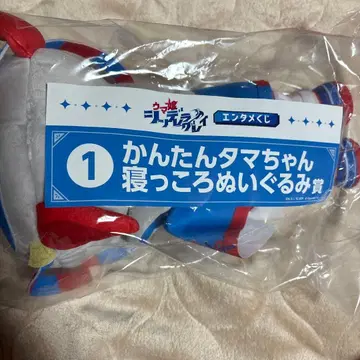 ウマ娘
シンデレラグレイ
エンタメくじ
1
かんたんタマちゃん
寝っころぬいぐるみ賞